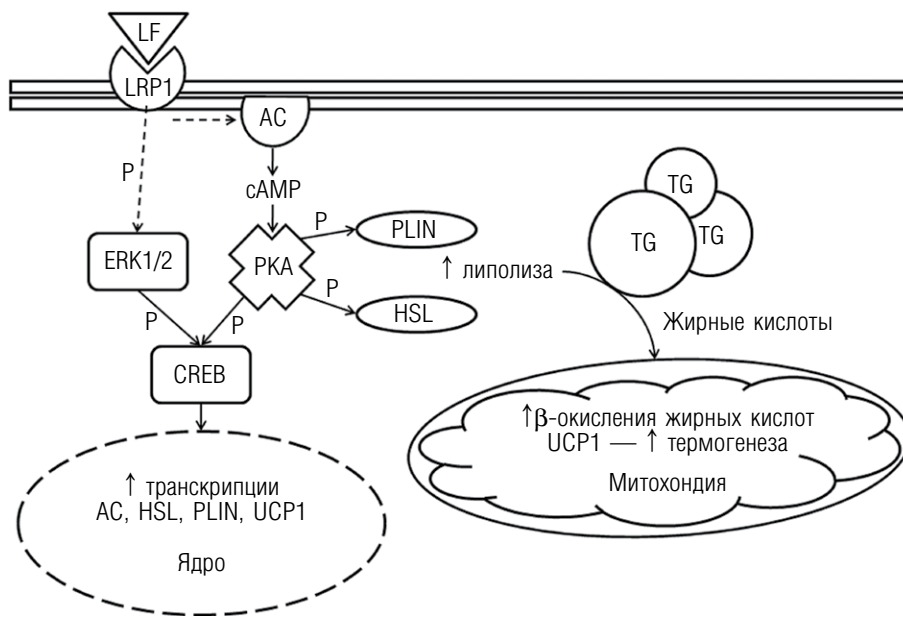 LF
LRP1
AC
P
cAMP
ERK1/2
PKA
P
PLIN
P
HSL
↑ липолиза
TG
TG
TG
Жирные кислоты
P
P
CREB
↑ транскрипции
AC, HSL, PLIN, UCP1
Ядро
↑β-окисления жирных кислот
UCP1 — ↑ термогенеза
Митохондия